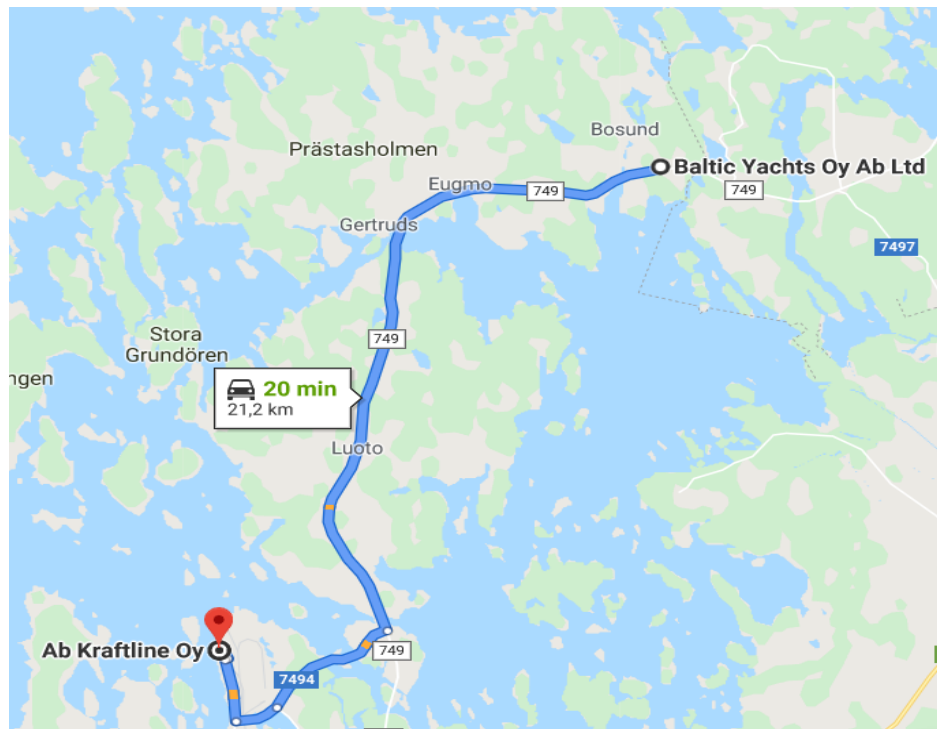 Bosund
Prästasholmen
Baltic Yachts Oy Ab Ltd
Eugmo
749
749
Gertruds
7497
Stora
Grundören
749
ngen
20 min
21,2 km
Luoto
Ab Kraftline Oy
749
7494